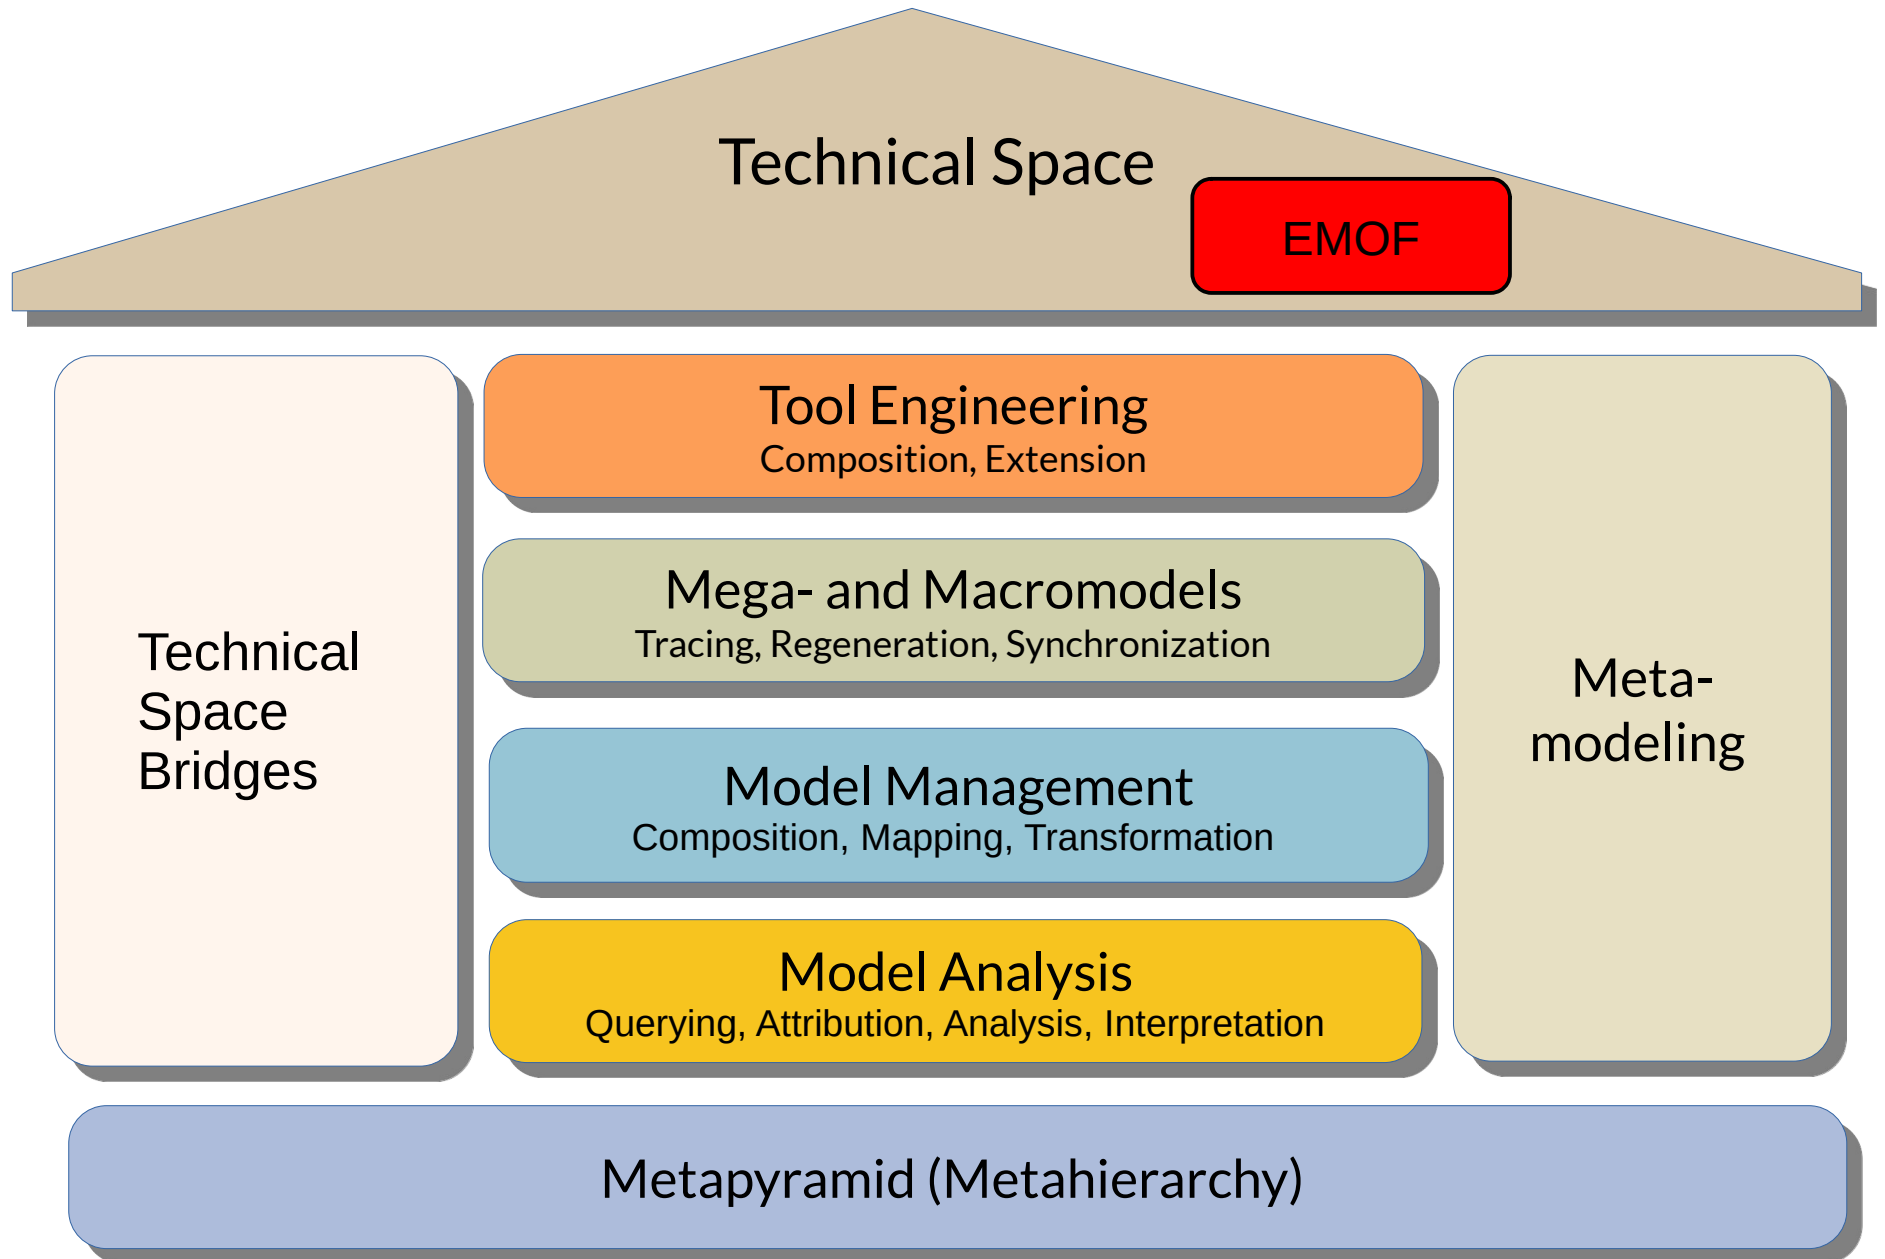 Technical Space
EMOF
Tool Engineering
Composition, Extension
Mega- and Macromodels
Tracing, Regeneration, Synchronization
Technical
Space
Bridges
Meta-
modeling
Model Management
Composition, Mapping, Transformation
Model Analysis
Querying, Attribution, Analysis, Interpretation
Metapyramid (Metahierarchy)